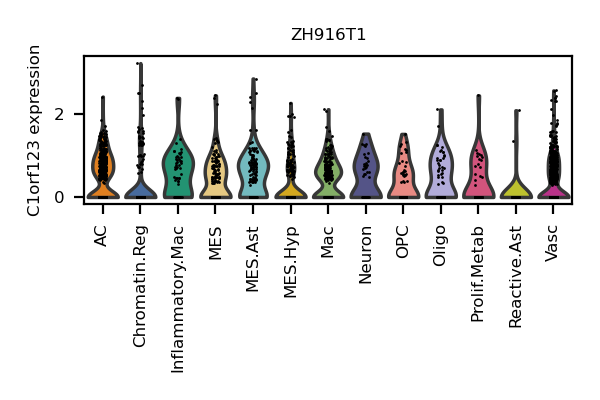 ZH916T1
C1orf123 expression
2
0
AC
Chromatin.Reg
Inflammatory.Mac
MES
MES.Ast
MES.Hyp
Mac
Neuron
OPC
Oligo
Prolif.Metab
Reactive.Ast
Vasc